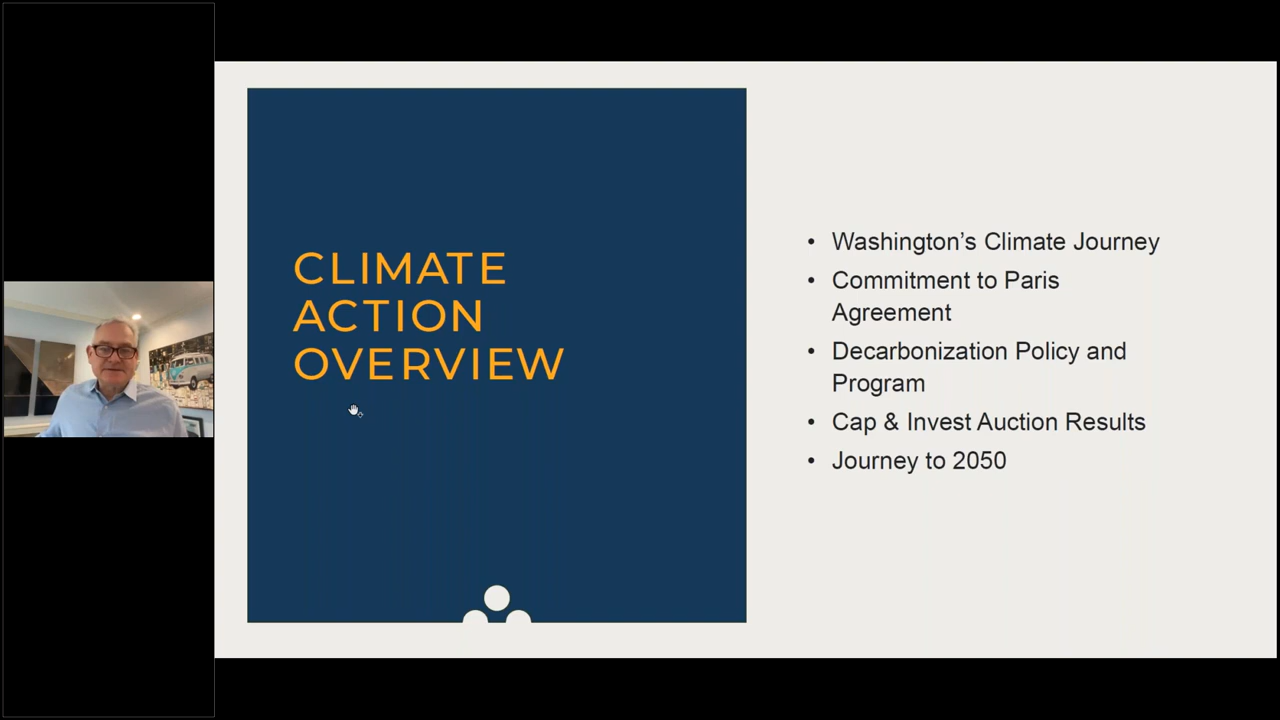 CLIMATE
ACTION
OVERVIEW
• Washington's Climate Journey
• Commitment to Paris
Agreement
• Decarbonization Policy and
Program
• Cap & Invest Auction Results
• Journey to 2050